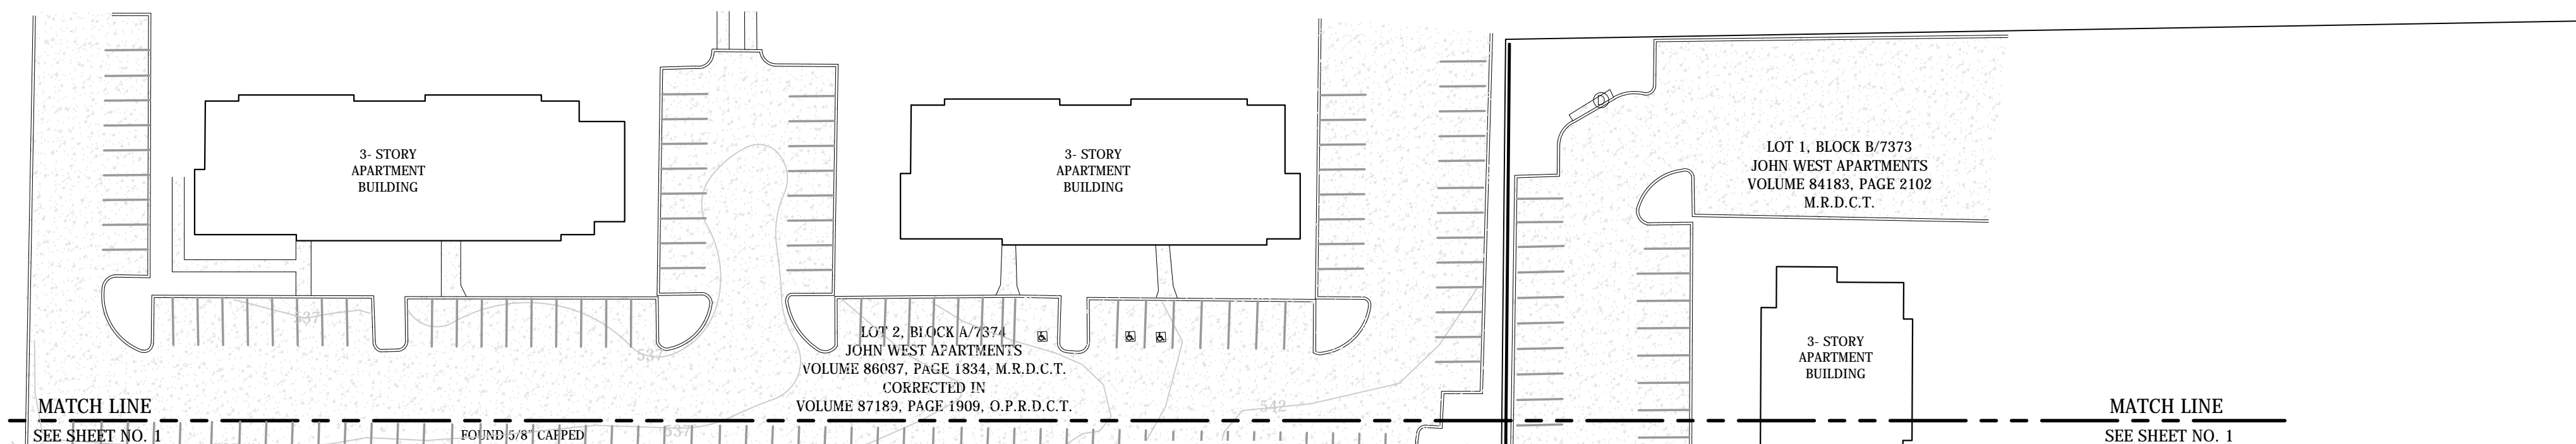 3- STORY
APARTMENT
BUILDING
3- STORY
APARTMENT
BUILDING
LOT 1, BLOCK B/7373
JOHN WEST APARTMENTS
VOLUME 84183, PAGE 2102
M.R.D.C.T.
537
537
LOT 2, BLOCK A/7374
JOHN WEST APARTMENTS
VOLUME 86087, PAGE 1834, M.R.D.C.T.
CORRECTED IN
VOLUME 87189, PAGE 1909, O.P.R.D.C.T.
3- STORY
APARTMENT
BUILDING
542
MATCH LINE
MATCH LINE
SEE SHEET NO. 1
FOUND 5/8" CAPPED
537
SEE SHEET NO. 1